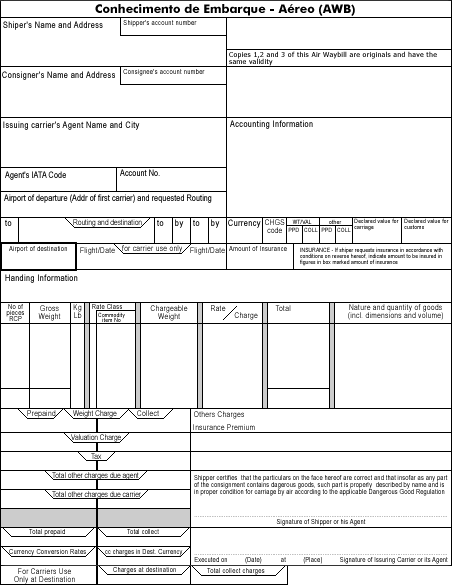 Conhecimento de Embarque - Aéreo (AWB)
Shiper's Name and Address
Shipper's account number
Copies 1,2 and 3 of this Air Waybill are originals and have the
same validity
Consigner's Name and Address
Consignee's account number
Issuing carrier's Agent Name and City
Accounting Information
Agent's IATA Code
Account No.
Airport of departure (Addr of first carrier) and requested Routing
to
Routing and destination
to
by
to
by
Currency
CHGS
code
WT/VAL
other
PPD
COLL
PPD
COLL
Declared value for
carriage
Declared value for
customs
Airport of destination
Flight/Date
(for carrier use only)
Flight/Date
Amount of Insurance
INSURANCE - If shiper requests insurance in accordance with
conditions on reverse hereof, indicate amount to be insured in
figures in box marked amount of insurance
Handing Information
No of
pieces
RCP
Gross
Weight
Kg
Lb
Rate Class
Commodity
item No
Chargeable
Weight
Rate
Charge
Total
Nature and quantity of goods
(incl. dimensions and volume)
Prepaind
Weight Charge
Collect
Others Charges
Insurance Premium
Valuation Charge
Tax
Total other charges due agent
Total other charges due carrier
Shipper certifies that the particulars on the face hereof are correct and that insofar as any part
of the consignment contains dagerous goods, such part is properly described by name and is
in proper condition for carriage by air according to the applicable Dangerous Good Regulation
Signature of Shipper or his Agent
Total prepaid
Total collect
Currency Conversion Rates
cc charges in Dest. Currency
Executed on
(Date)
at
(Place)
Signature of Issuing Carrier or its Agent
For Carriers Use
Only at Destination
Charges at destination
Total collect charges